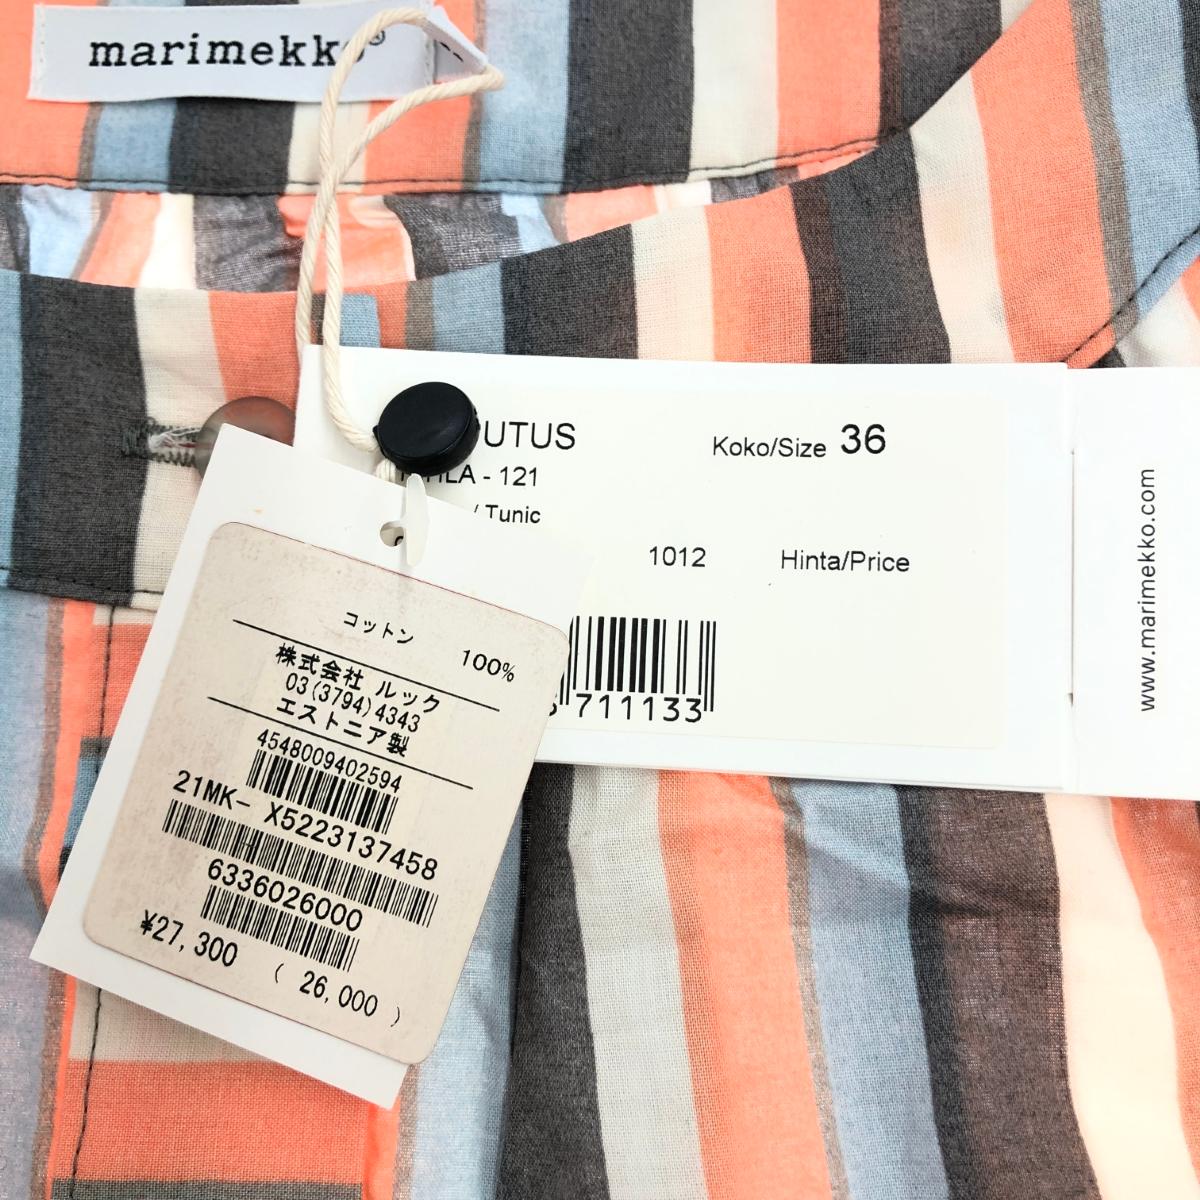 marimekko®
UTUS
Koko/Size 36
LA - 121
/ Tunic
1012 Hinta/Price
711133
www.marimekko.com
コットン
100%
株式会社 ルック
03(3794)4343
エストニア製
4548009402594
21MK- X5223137458
6336026000
¥27,300 ( 26,000 )